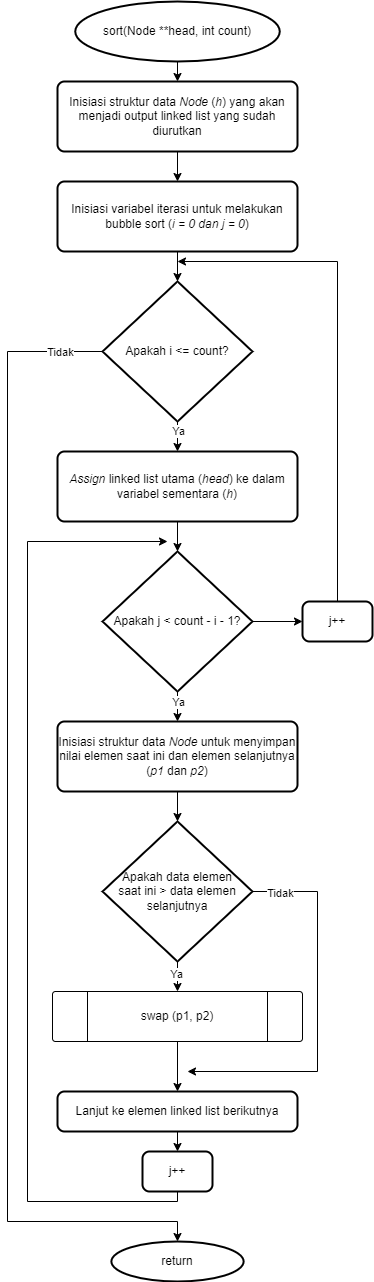 sort(Node **head, int count)
Inisiasi struktur data Node (h) yang akan
menjadi output linked list yang sudah
diurutkan
Inisiasi variabel iterasi untuk melakukan
bubble sort (i = 0 dan j = 0)
Apakah i <= count?
Tidak
Ya
Assign linked list utama (head) ke dalam
variabel sementara (h)
Apakah j < count - i - 1?
j++
Ya
Inisiasi struktur data Node untuk menyimpan
nilai elemen saat ini dan elemen selanjutnya
(p1 dan p2)
Apakah data elemen
saat ini > data elemen
selanjutnya
Tidak
Ya
swap (p1, p2)
Lanjut ke elemen linked list berikutnya
j++
return